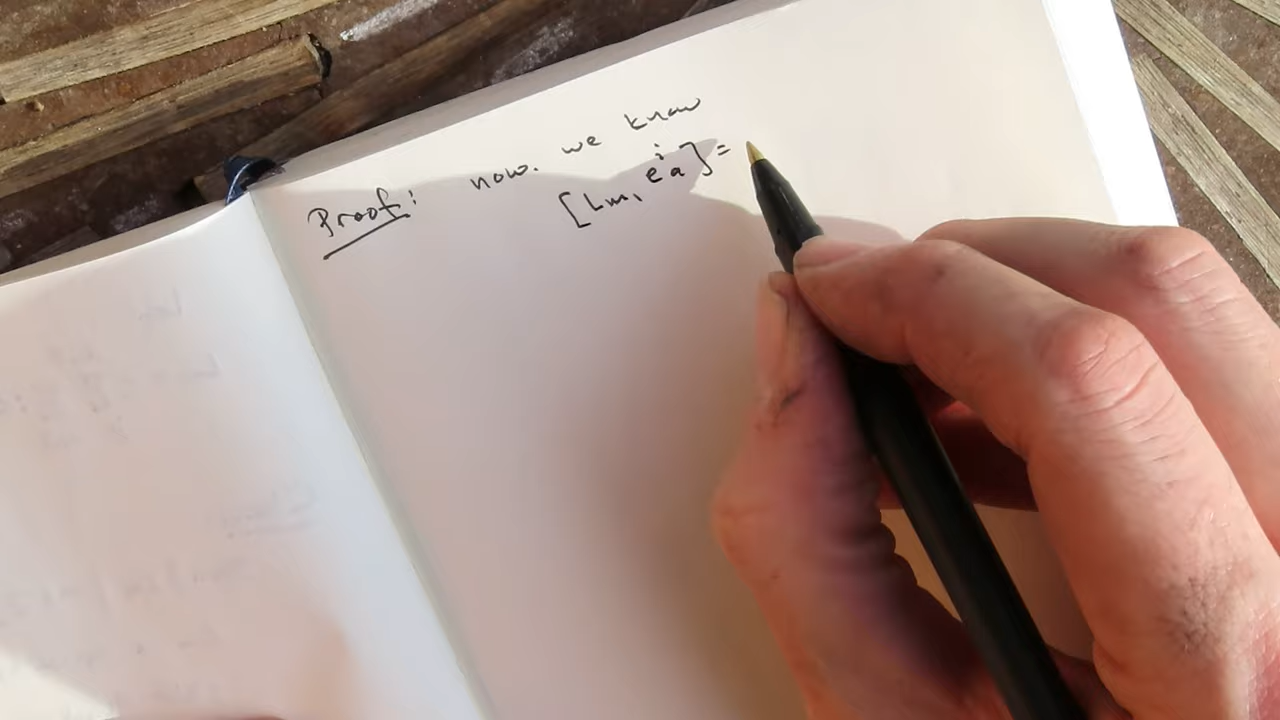 Proof: now. we know
[Lm, e^i_a] =